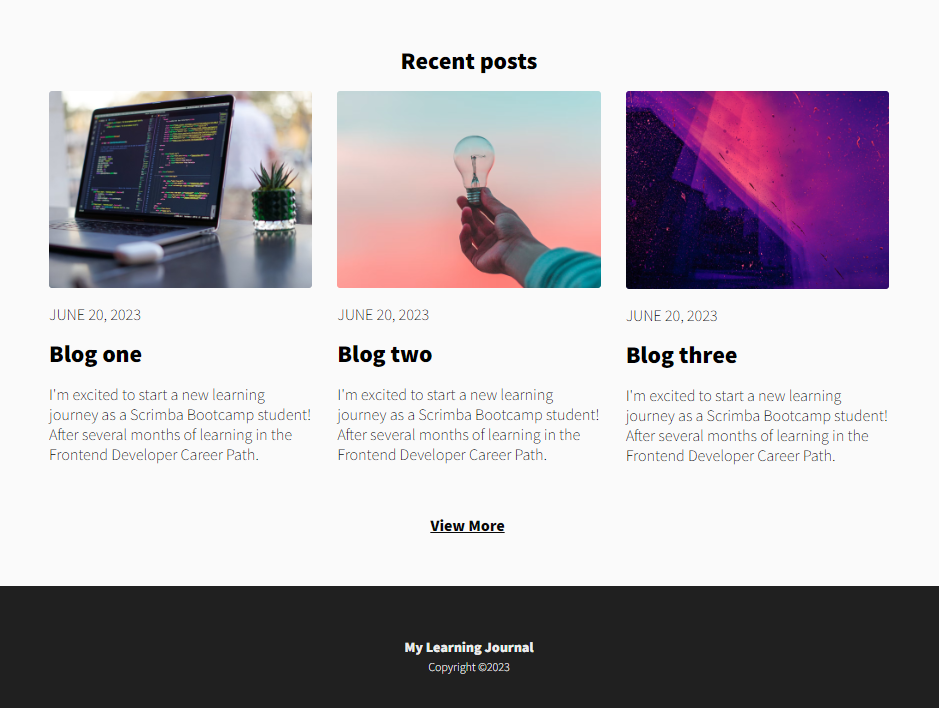 Recent posts
JUNE 20, 2023
Blog one
I'm excited to start a new learning
journey as a Scrimba Bootcamp student!
After several months of learning in the
Frontend Developer Career Path.
JUNE 20, 2023
Blog two
I'm excited to start a new learning
journey as a Scrimba Bootcamp student!
After several months of learning in the
Frontend Developer Career Path.
JUNE 20, 2023
Blog three
I'm excited to start a new learning
journey as a Scrimba Bootcamp student!
After several months of learning in the
Frontend Developer Career Path.
View More
My Learning Journal
Copyright ©2023